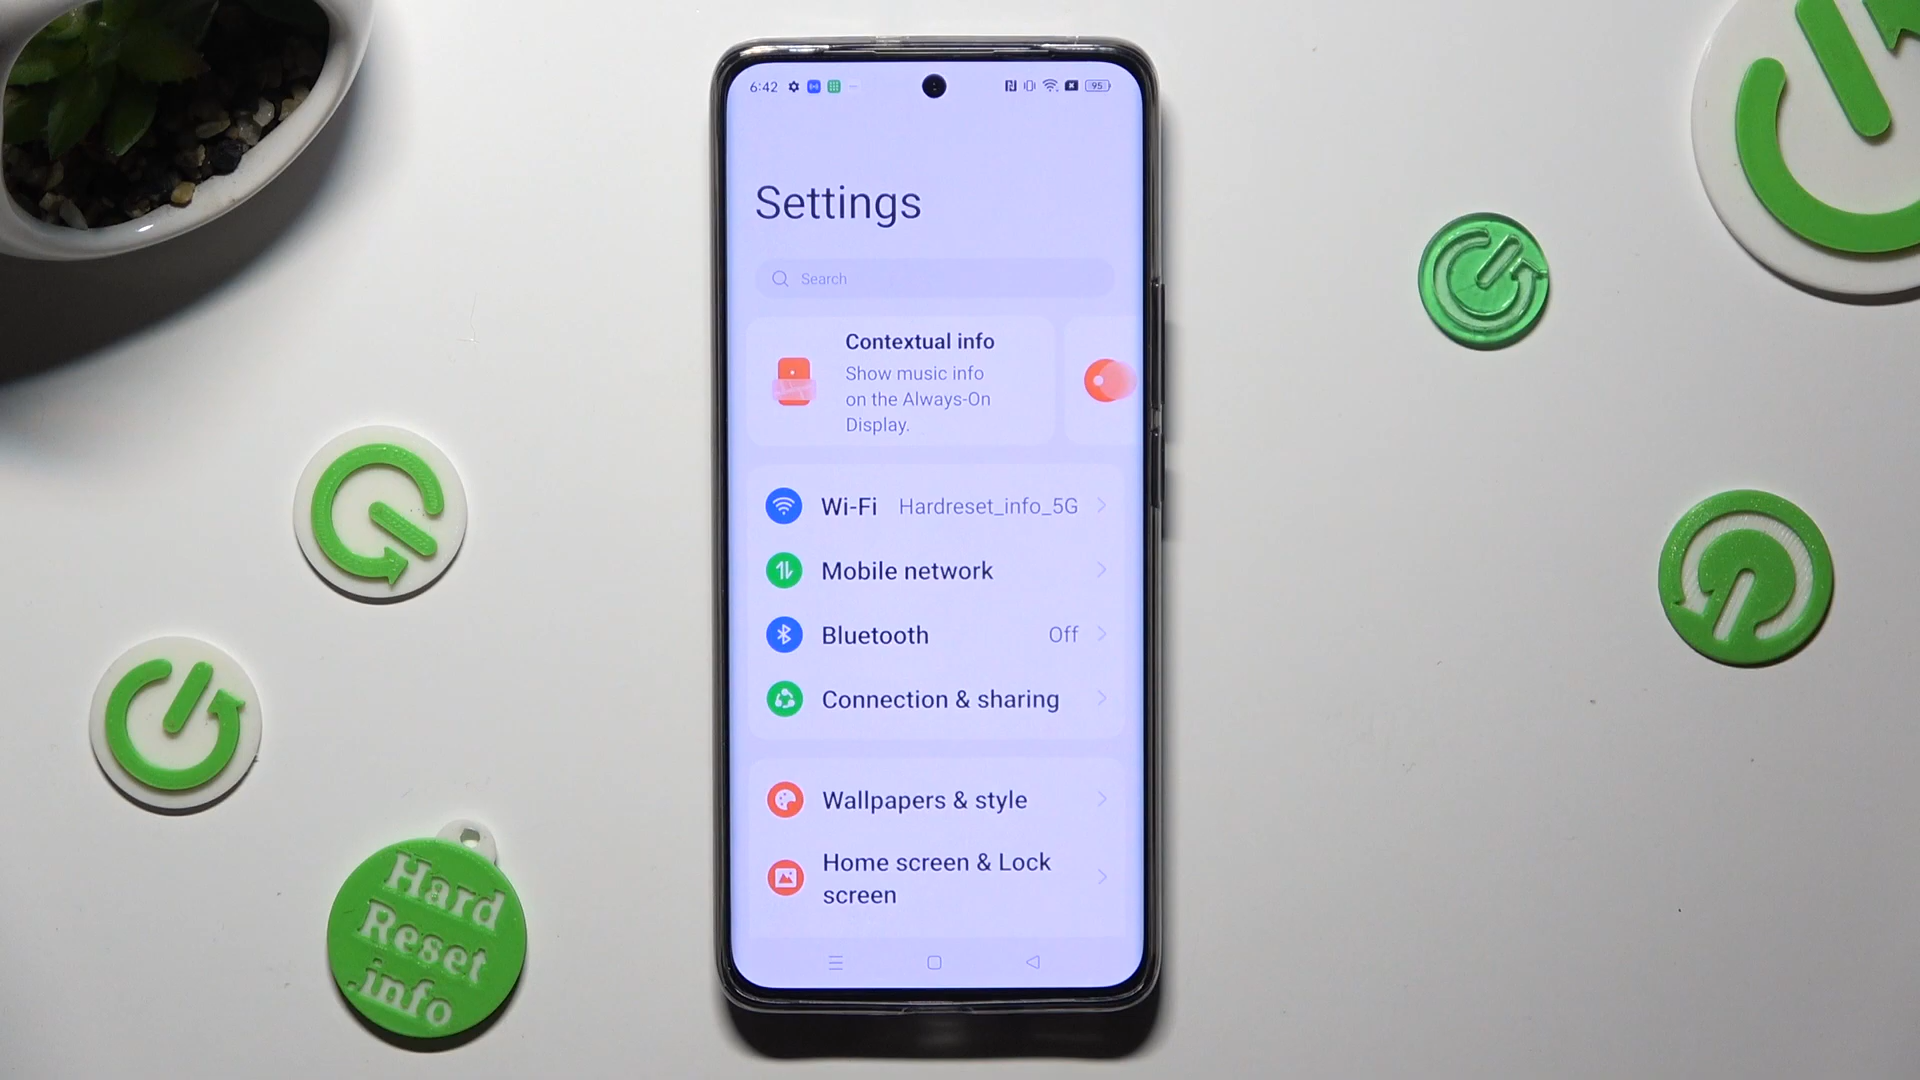 6:42
95
Settings
Search
Contextual info
Show music info
on the Always-On
Display.
Wi-Fi Hardreset_info_5G
Mobile network
Bluetooth Off
Connection & sharing
Wallpapers & style
Home screen & Lock
screen
Hard
Reset
.info